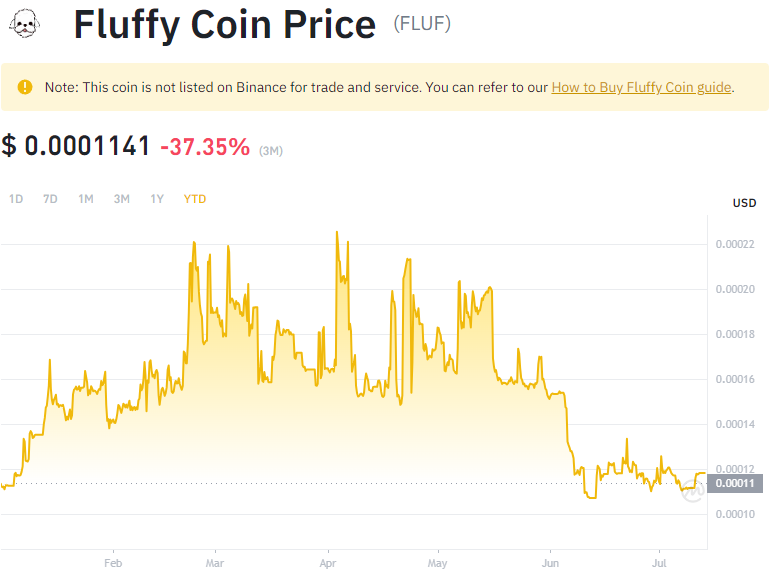 Fluffy Coin Price (FLUF)
Note: This coin is not listed on Binance for trade and service. You can refer to our How to Buy Fluffy Coin guide.
$ 0.0001141 -37.35% (3M)
1D 7D 1M 3M 1Y YTD
USD
0.00022
0.00020
0.00018
0.00016
0.00014
0.00012
0.00011
0.00010
Feb Mar Apr May Jun Jul